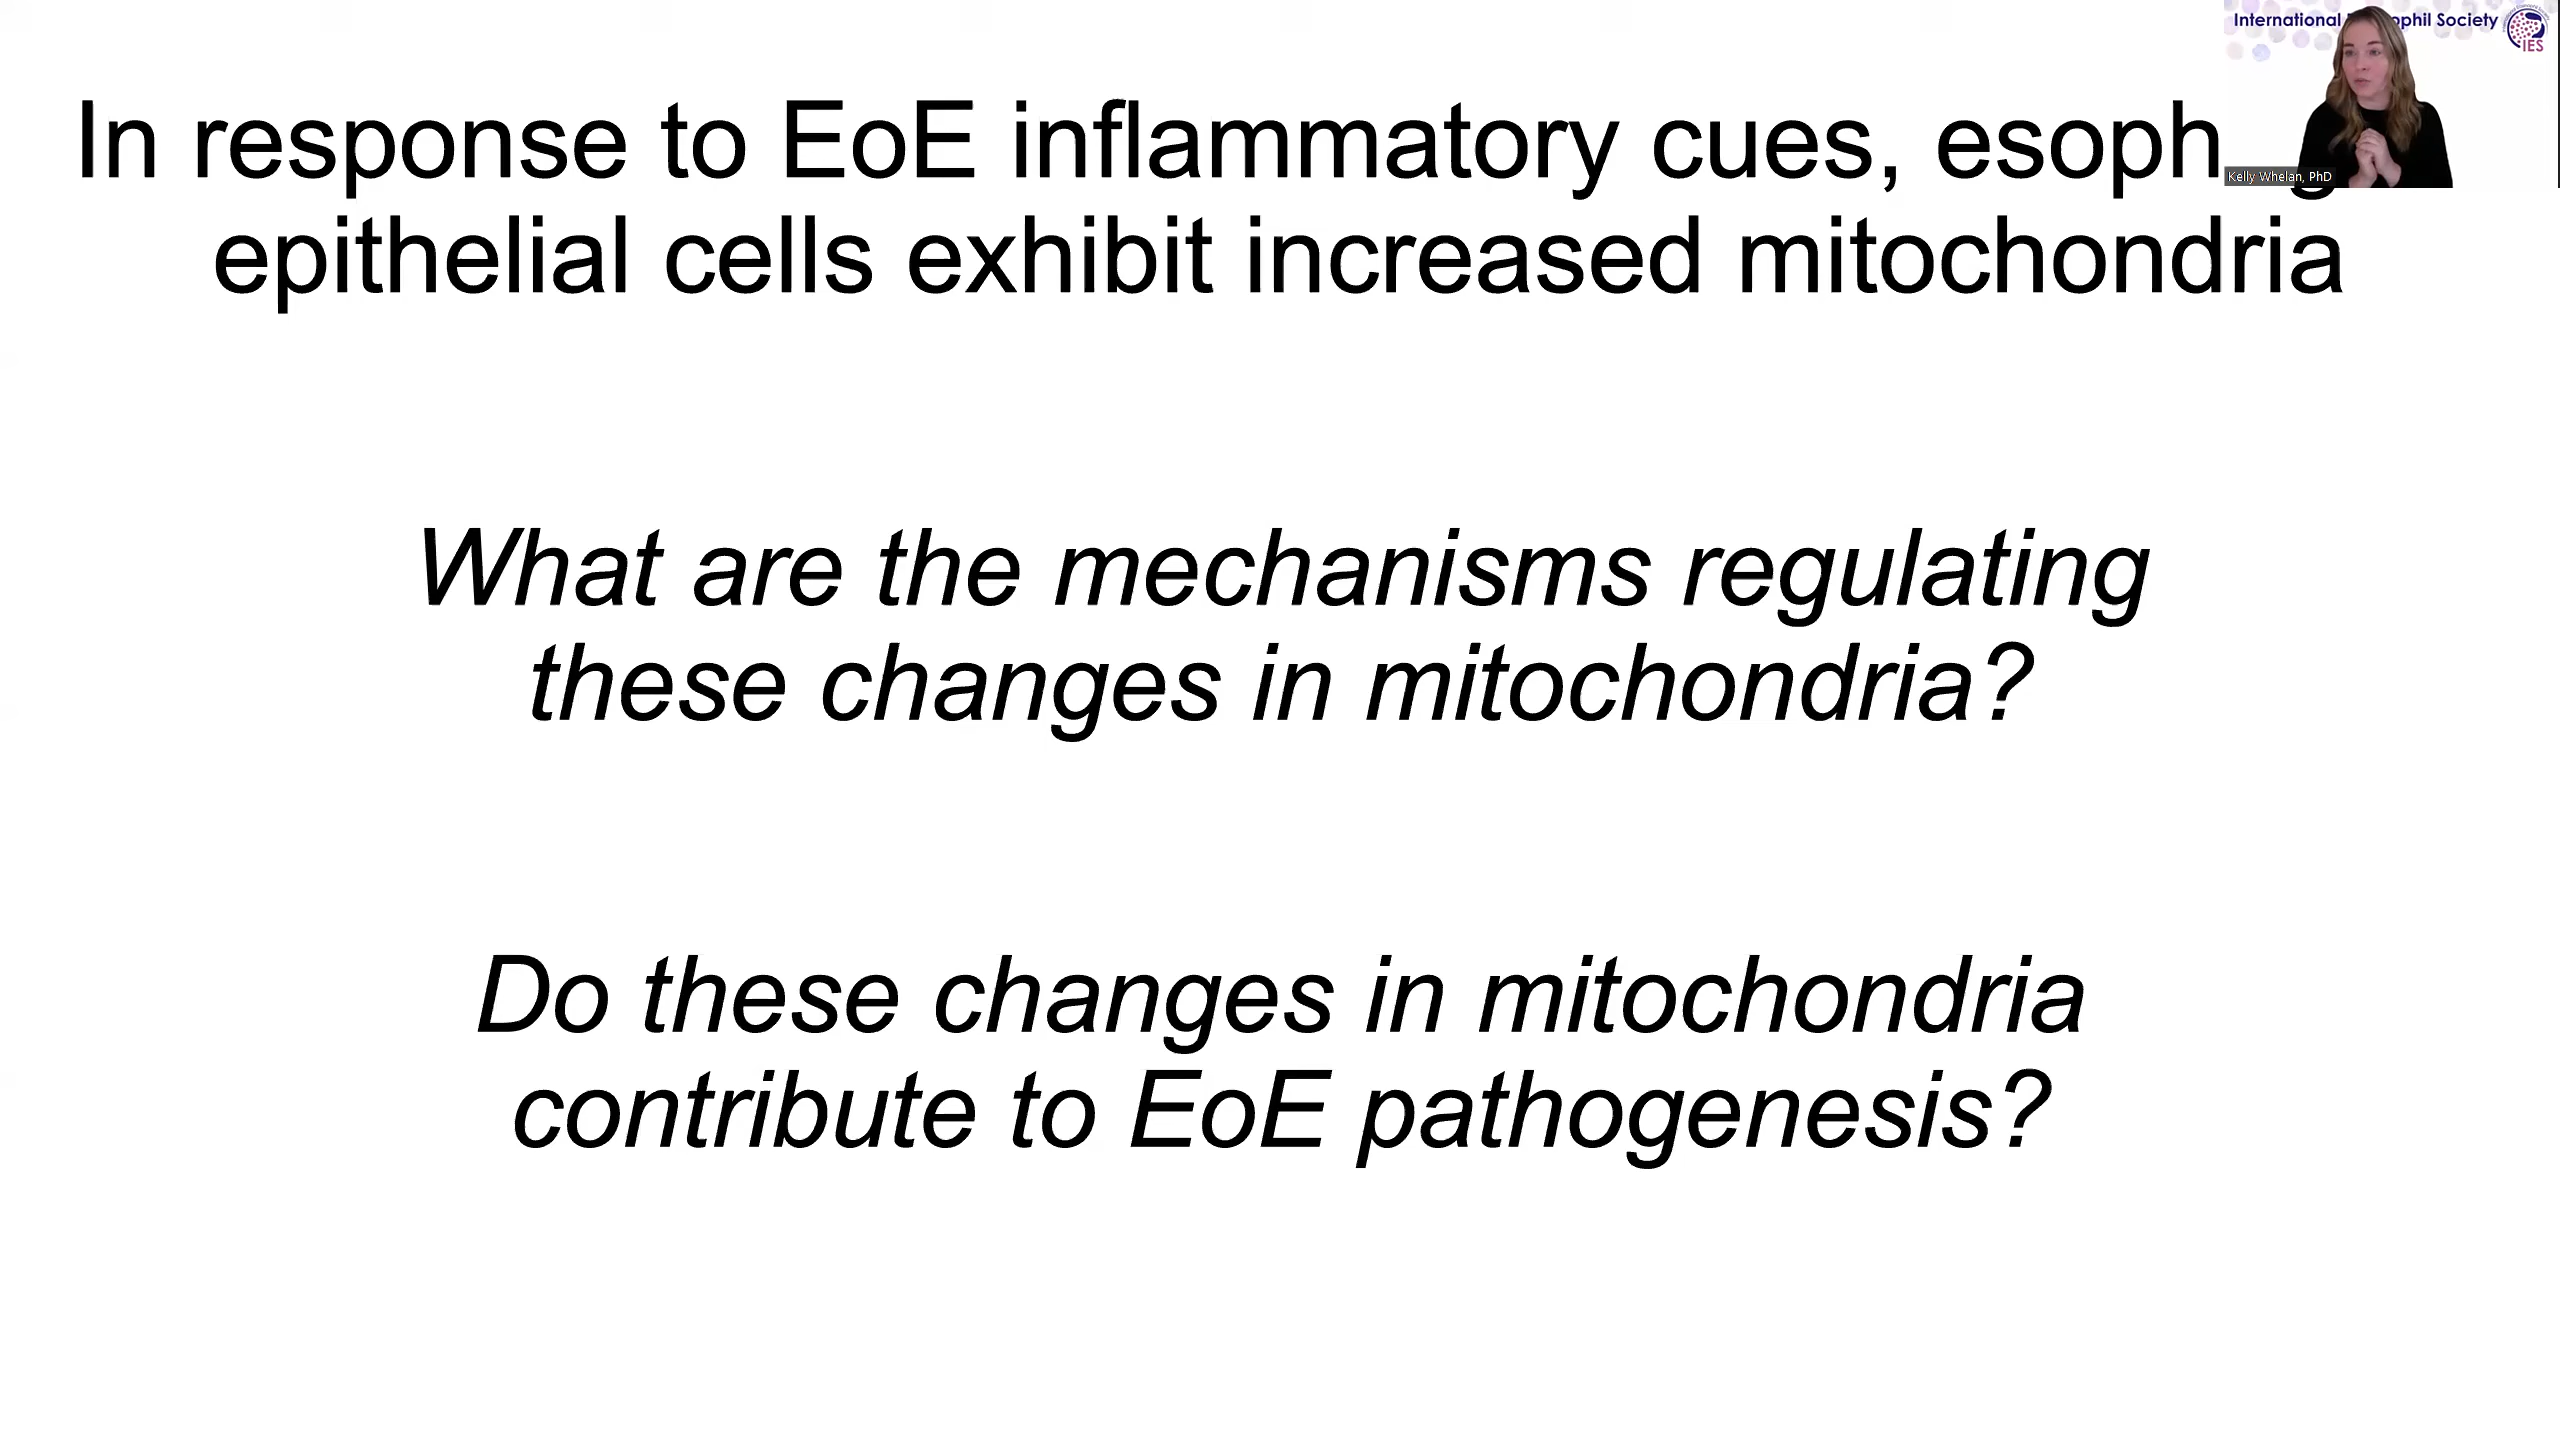 International ophil Society
IES
In response to EoE inflammatory cues, esoph
Kelly Whelan, PhD
epithelial cells exhibit increased mitochondria
What are the mechanisms regulating
these changes in mitochondria?
Do these changes in mitochondria
contribute to EoE pathogenesis?